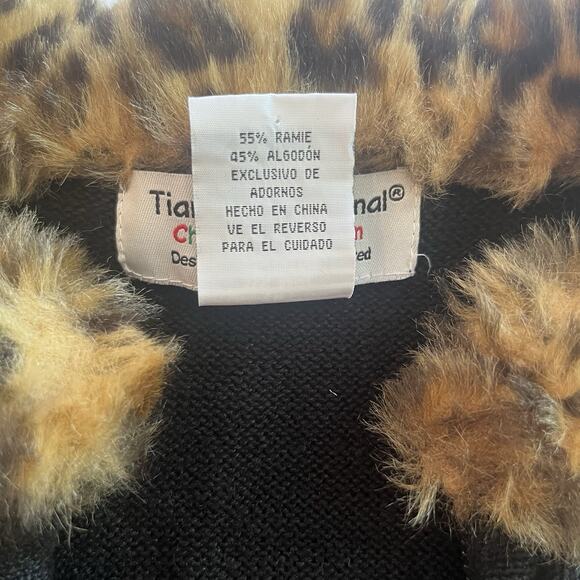 55% RAMIE
45% ALGODÓN
EXCLUSIVO DE
ADORNOS
HECHO EN CHINA
VE EL REVERSO
PARA EL CUIDADO